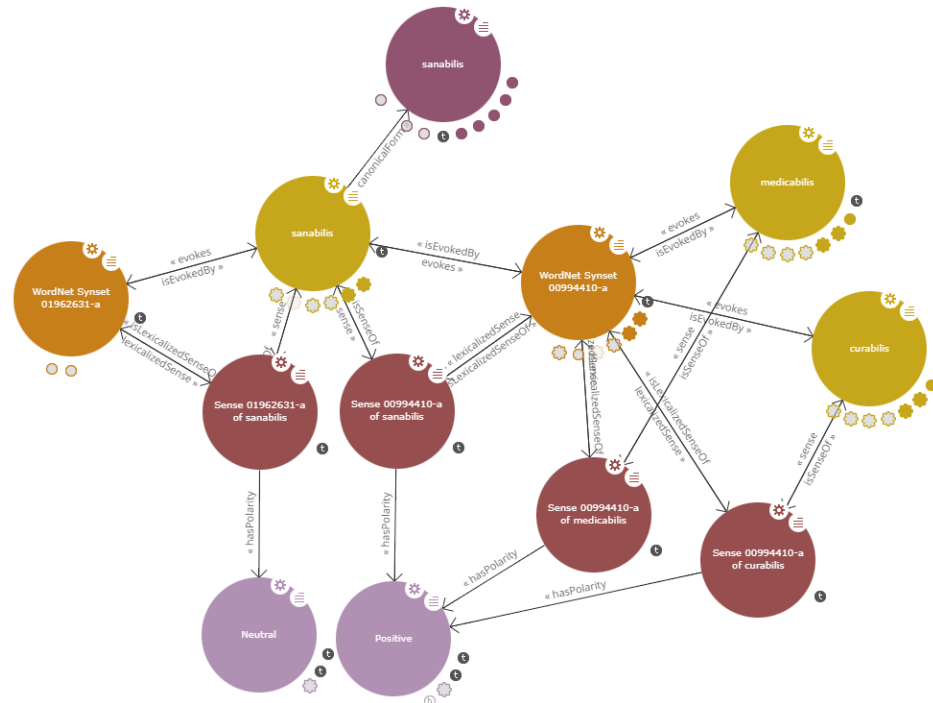 sanabilis
canonicalForm
medicabilis
sanabilis
« evokes
isEvokedBy »
« isEvokedBy
evokes »
« evokes
isEvokedBy »
WordNet Synset
01962631-a
WordNet Synset
00994410-a
« evokes
isEvokedBy »
curabilis
« isLexicalizedSenseOf
lexicalizedSense »
« sense
isSenseOf
sense »
« lexicalizedSense
isLexicalizedSenseOf
« sense
isSenseOf »
« isLexicalizedSenseOf
lexicalizedSense »
Sense 01962631-a
of sanabilis
Sense 00994410-a
of sanabilis
« sense
isSenseOf »
Sense 00994410-a
of medicabilis
Sense 00994410-a
of curabilis
« hasPolarity
« hasPolarity
« hasPolarity
« hasPolarity
Neutral
Positive